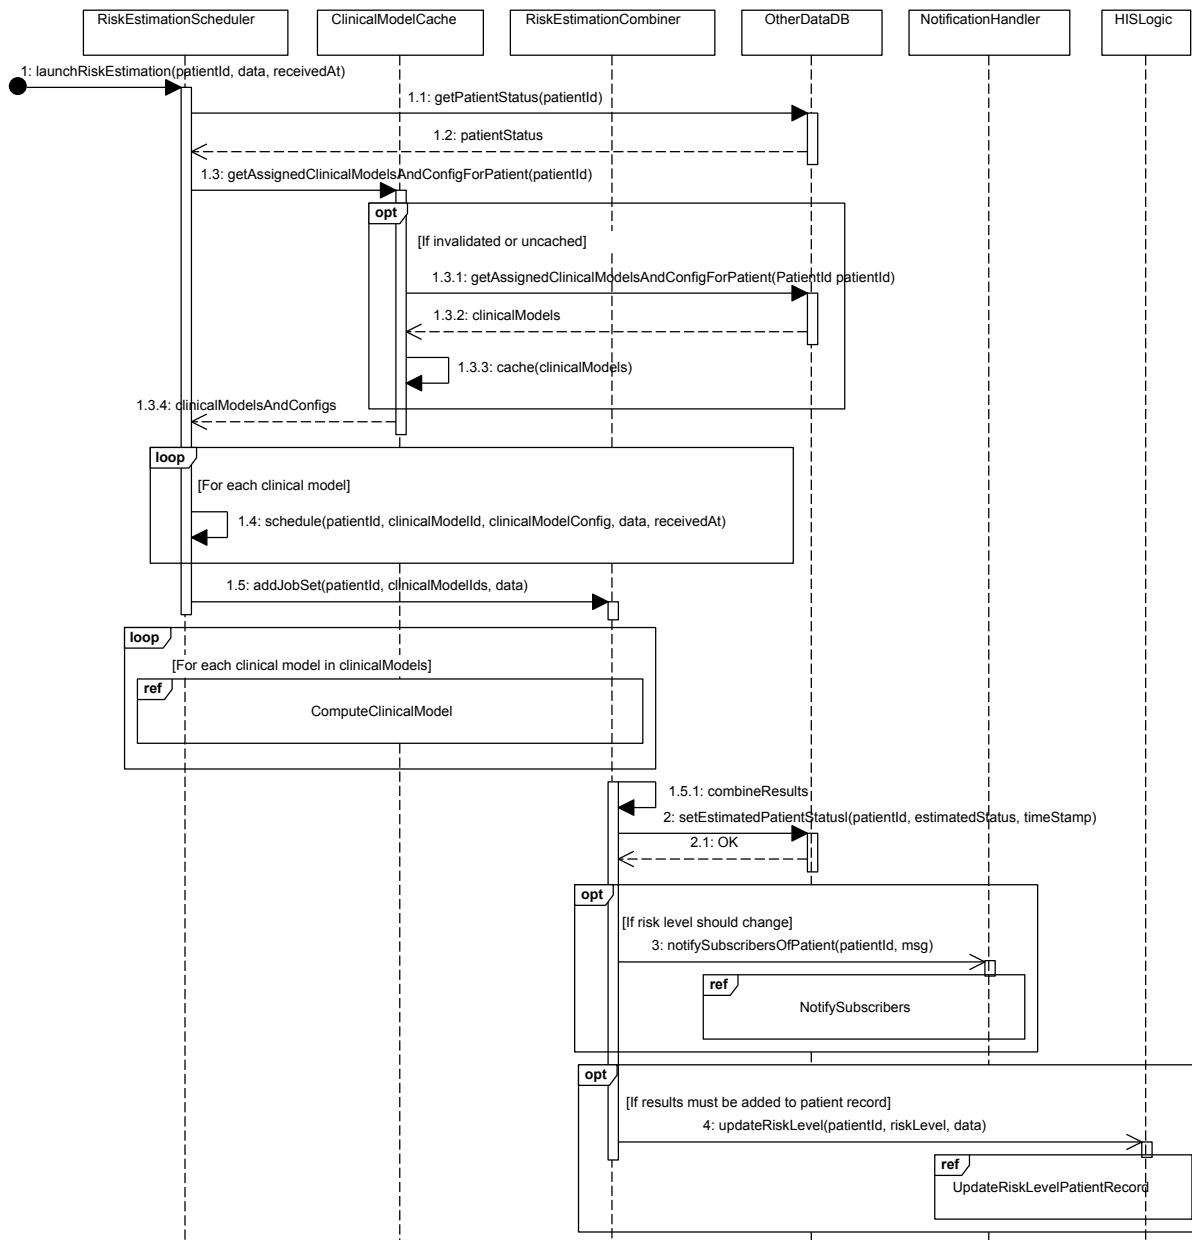 RiskEstimationScheduler
ClinicalModelCache
RiskEstimationCombiner
OtherDataDB
NotificationHandler
HISLogic
1: launchRiskEstimation(patientId, data, receivedAt)
1.1: getPatientStatus(patientId)
1.2: patientStatus
1.3: getAssignedClinicalModelsAndConfigForPatient(patientId)
opt
[If invalidated or uncached]
1.3.1: getAssignedClinicalModelsAndConfigForPatient(PatientId patientId)
1.3.2: clinicalModels
1.3.3: cache(clinicalModels)
1.3.4: clinicalModelsAndConfigs
loop
[For each clinical model]
1.4: schedule(patientId, clinicalModelId, clinicalModelConfig, data, receivedAt)
1.5: addJobSet(patientId, clinicalModelIds, data)
loop
[For each clinical model in clinicalModels]
ref
ComputeClinicalModel
1.5.1: combineResults
2: setEstimatedPatientStatusl(patientId, estimatedStatus, timeStamp)
2.1: OK
opt
[If risk level should change]
3: notifySubscribersOfPatient(patientId, msg)
ref
NotifySubscribers
opt
[If results must be added to patient record]
4: updateRiskLevel(patientId, riskLevel, data)
ref
UpdateRiskLevelPatientRecord